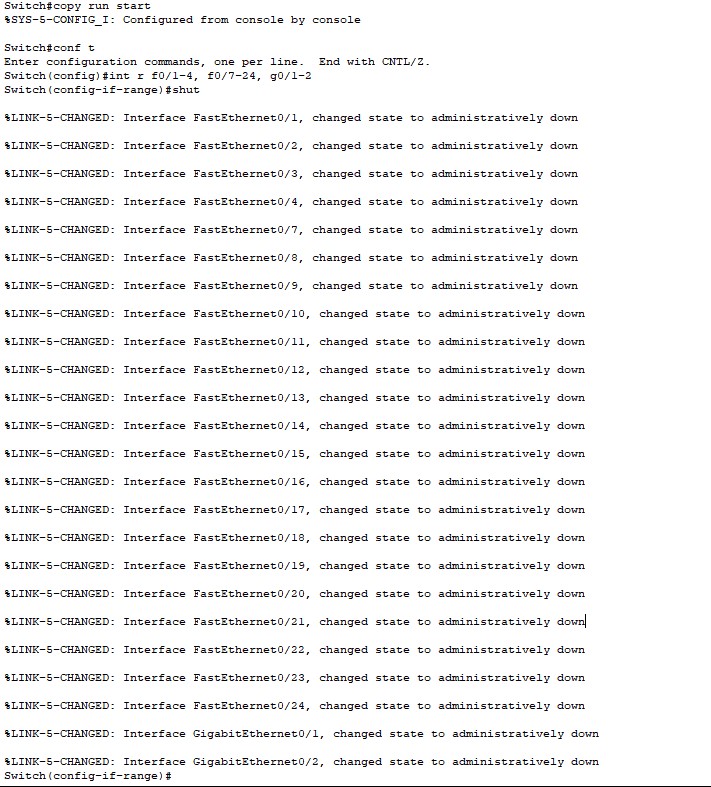 Switch#copy run start
%SYS-5-CONFIG_I: Configured from console by console
Switch#conf t
Enter configuration commands, one per line.  End with CNTL/Z.
Switch(config)#int r f0/1-4, f0/7-24, g0/1-2
Switch(config-if-range)#shut
%LINK-5-CHANGED: Interface FastEthernet0/1, changed state to administratively down
%LINK-5-CHANGED: Interface FastEthernet0/2, changed state to administratively down
%LINK-5-CHANGED: Interface FastEthernet0/3, changed state to administratively down
%LINK-5-CHANGED: Interface FastEthernet0/4, changed state to administratively down
%LINK-5-CHANGED: Interface FastEthernet0/7, changed state to administratively down
%LINK-5-CHANGED: Interface FastEthernet0/8, changed state to administratively down
%LINK-5-CHANGED: Interface FastEthernet0/9, changed state to administratively down
%LINK-5-CHANGED: Interface FastEthernet0/10, changed state to administratively down
%LINK-5-CHANGED: Interface FastEthernet0/11, changed state to administratively down
%LINK-5-CHANGED: Interface FastEthernet0/12, changed state to administratively down
%LINK-5-CHANGED: Interface FastEthernet0/13, changed state to administratively down
%LINK-5-CHANGED: Interface FastEthernet0/14, changed state to administratively down
%LINK-5-CHANGED: Interface FastEthernet0/15, changed state to administratively down
%LINK-5-CHANGED: Interface FastEthernet0/16, changed state to administratively down
%LINK-5-CHANGED: Interface FastEthernet0/17, changed state to administratively down
%LINK-5-CHANGED: Interface FastEthernet0/18, changed state to administratively down
%LINK-5-CHANGED: Interface FastEthernet0/19, changed state to administratively down
%LINK-5-CHANGED: Interface FastEthernet0/20, changed state to administratively down
%LINK-5-CHANGED: Interface FastEthernet0/21, changed state to administratively down
%LINK-5-CHANGED: Interface FastEthernet0/22, changed state to administratively down
%LINK-5-CHANGED: Interface FastEthernet0/23, changed state to administratively down
%LINK-5-CHANGED: Interface FastEthernet0/24, changed state to administratively down
%LINK-5-CHANGED: Interface GigabitEthernet0/1, changed state to administratively down
%LINK-5-CHANGED: Interface GigabitEthernet0/2, changed state to administratively down
Switch(config-if-range)#